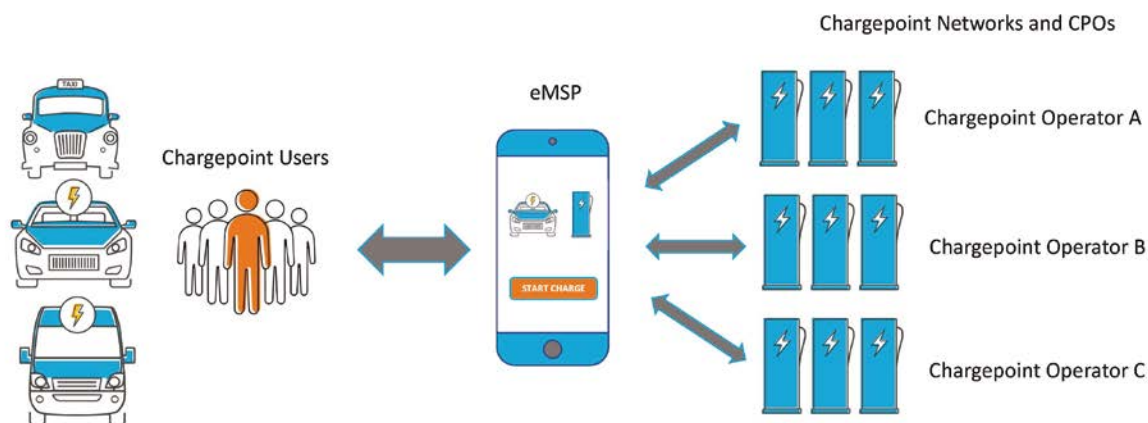 Chargepoint Networks and CPOs
TAXI
eMSP
Chargepoint Users
START CHARGE
Chargepoint Operator A
Chargepoint Operator B
Chargepoint Operator C